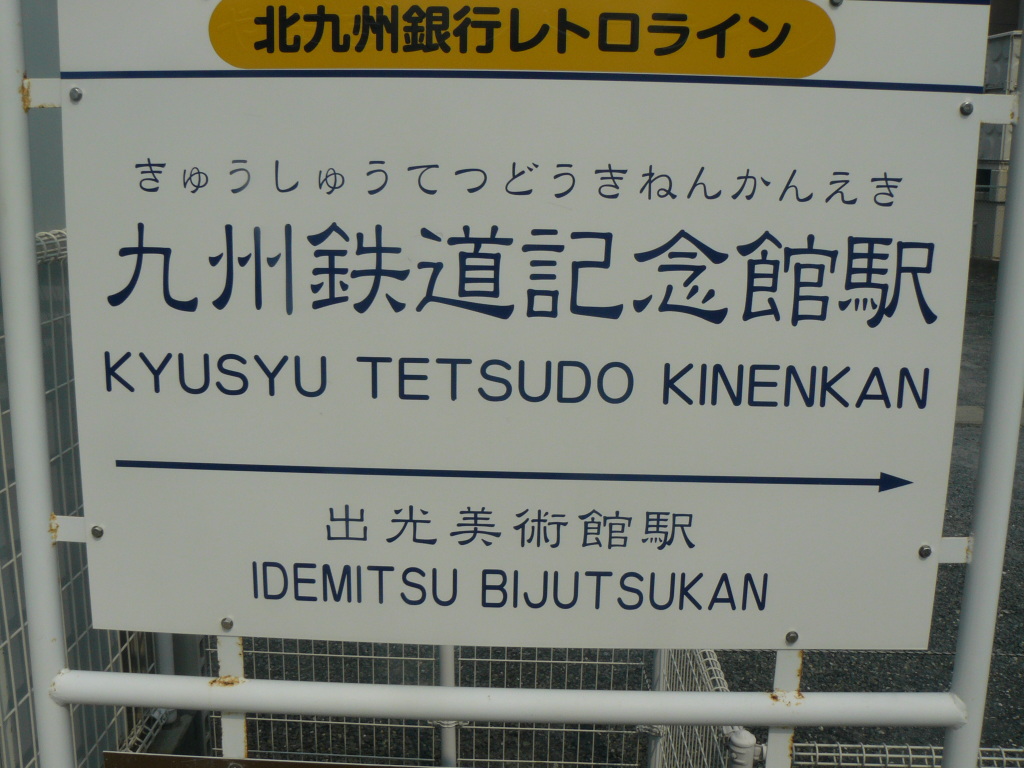 北九州銀行レトロライン
きゅうしゅうてつどうきねんかんえき
九州鉄道記念館駅
KYUSYU TETSUDO KINENKAN
出光美術館駅
IDEMITSU BIJUTSUKAN